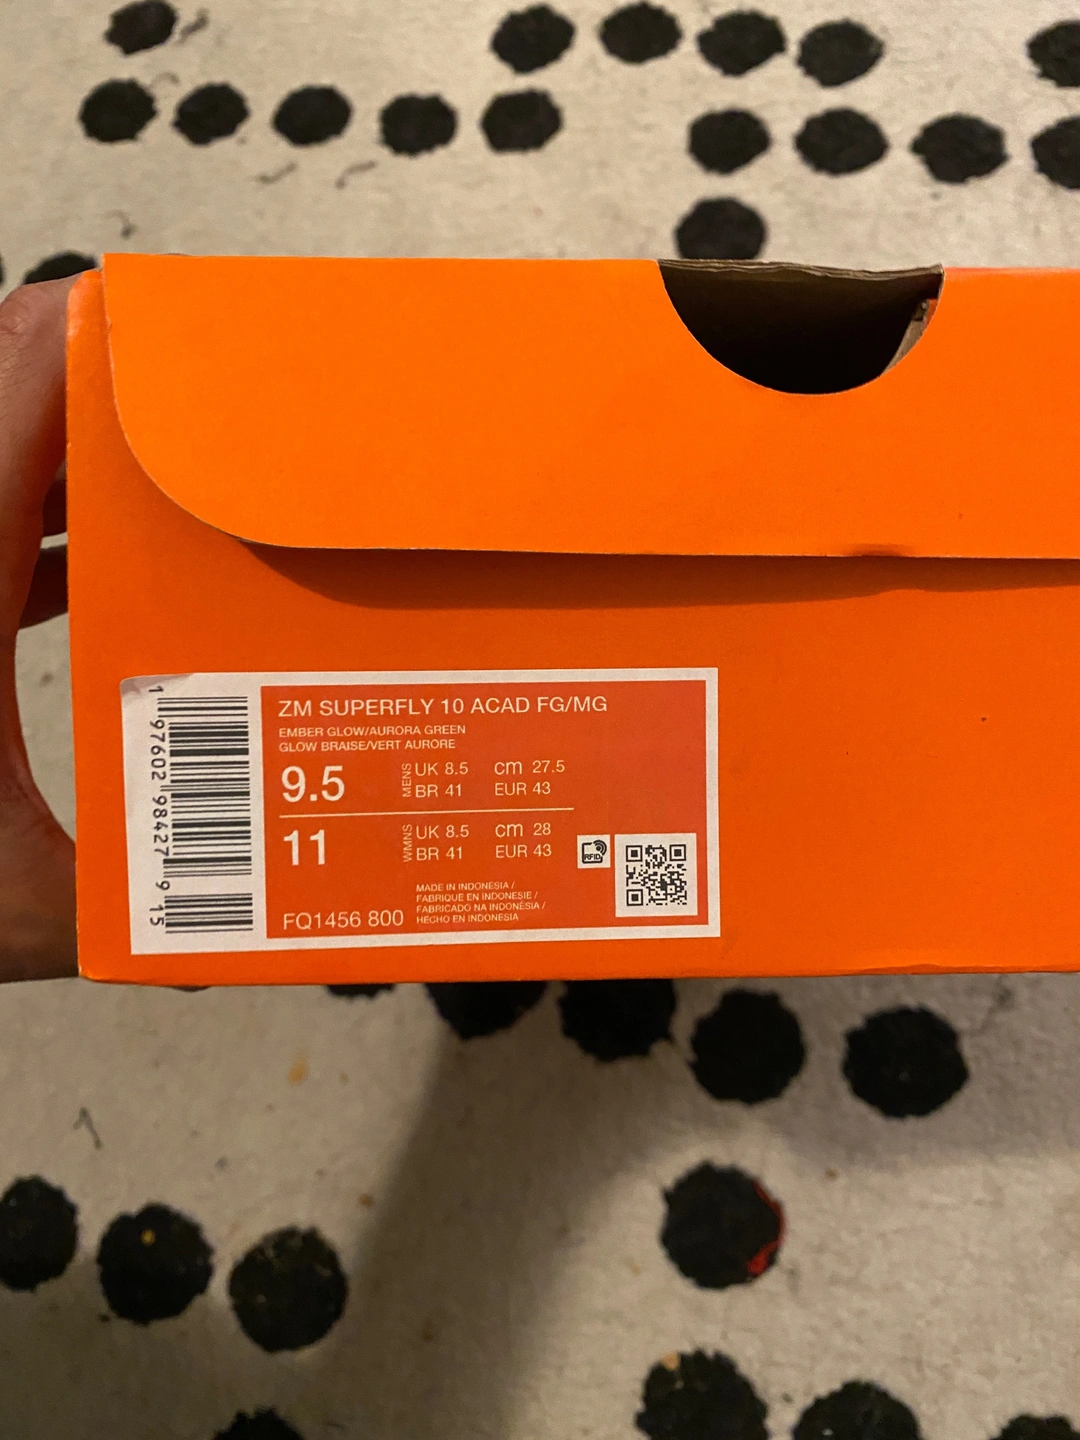 ZM SUPERFLY 10 ACAD FG/MG
EMBER GLOW/AURORA GREEN
GLOW BRAISE/VERT AURORE
9.5 MENS UK 8.5 cm 27.5
BR 41 EUR 43
11 WMNS UK 8.5 cm 28
BR 41 EUR 43
RFID
MADE IN INDONESIA /
FABRIQUE EN INDONESIE /
FABRICADO NA INDONÉSIA /
HECHO EN INDONESIA
FQ1456 800
1 97602 98427 9 15